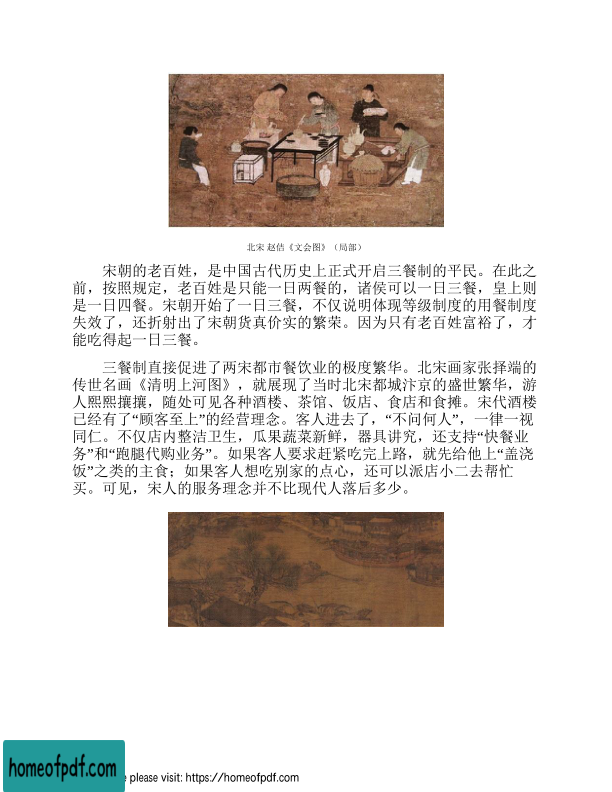 北宋 赵佶《文会图》（局部）
宋朝的老百姓，是中国古代历史上正式开启三餐制的平民。在此之
前，按照规定，老百姓是只能一日两餐的，诸侯可以一日三餐，皇上则
是一日四餐。宋朝开始了一日三餐，不仅说明体现等级制度的用餐制度
失效了，还折射出了宋朝货真价实的繁荣。因为只有老百姓富裕了，才
能吃得起一日三餐。
三餐制直接促进了两宋都市餐饮业的极度繁华。北宋画家张择端的
传世名画《清明上河图》，就展现了当时北宋都城汴京的盛世繁华，游
人熙熙攘攘，随处可见各种酒楼、茶馆、饭店、食店和食摊。宋代酒楼
已经有了“顾客至上”的经营理念。客人进去了，“不问何人”，一律一视
同仁。不仅店内整洁卫生，瓜果蔬菜新鲜，器具讲究，还支持“快餐业
务”和“跑腿代购业务”。如果客人要求赶紧吃完上路，就先给他上“盖浇
饭”之类的主食；如果客人想吃别家的点心，还可以派店小二去帮忙
买。可见，宋人的服务理念并不比现代人落后多少。
homeofpdf.com
e please visit: https://homeofpdf.com